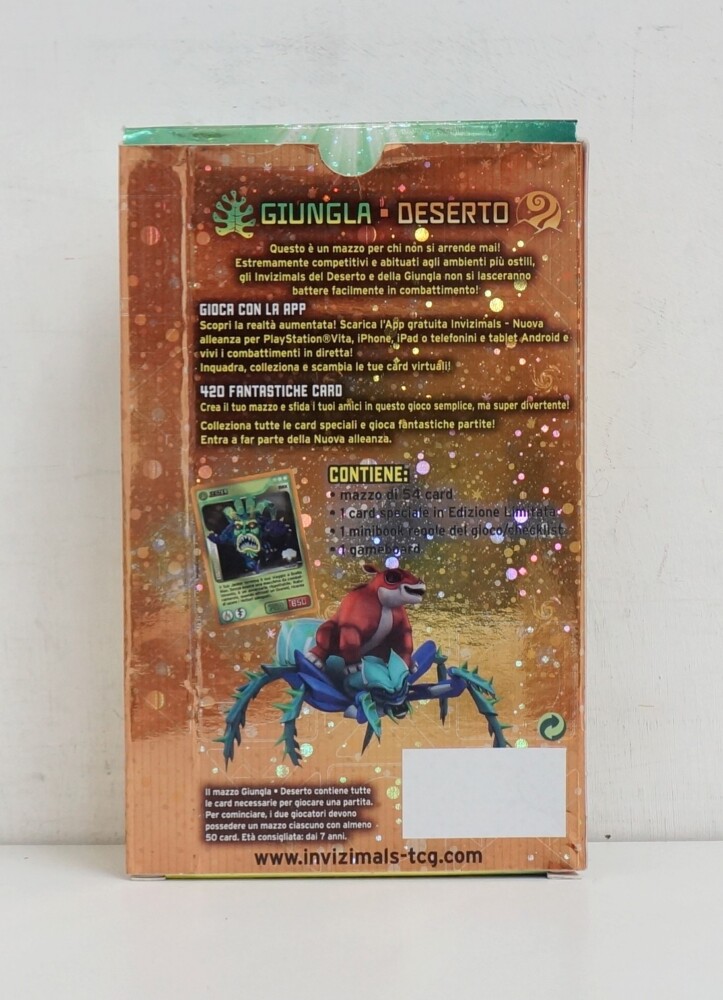 GIUNGLA • DESERTO
Questo è un mazzo per chi non si arrende mai!
Estremamente competitivi e abituati agli ambienti più ostili,
gli Invizimals del Deserto e della Giungla non si lasceranno
battere facilmente in combattimento!
GIOCA CON LA APP
Scopri la realtà aumentata! Scarica l'App gratuita Invizimals - Nuova
alleanza per PlayStation®Vita, iPhone, iPad o telefonini e tablet Android e
vivi i combattimenti in diretta!
Inquadra, colleziona e scambia le tue card virtuali!
420 FANTASTICHE CARD
Crea il tuo mazzo e sfida i tuoi amici in questo gioco semplice, ma super divertente!
Colleziona tutte le card speciali e gioca fantastiche partite!
Entra a far parte della Nuova alleanza.
CONTIENE:
• mazzo di 54 card
• 1 card speciale in Edizione Limitata
• 1 minibook regole del gioco/checklist
• 1 gameboard
850
Il mazzo Giungla • Deserto contiene tutte
le card necessarie per giocare una partita.
Per cominciare, i due giocatori devono
possedere un mazzo ciascuno con almeno
50 card. Età consigliata: dai 7 anni.
www.invizimals-tcg.com